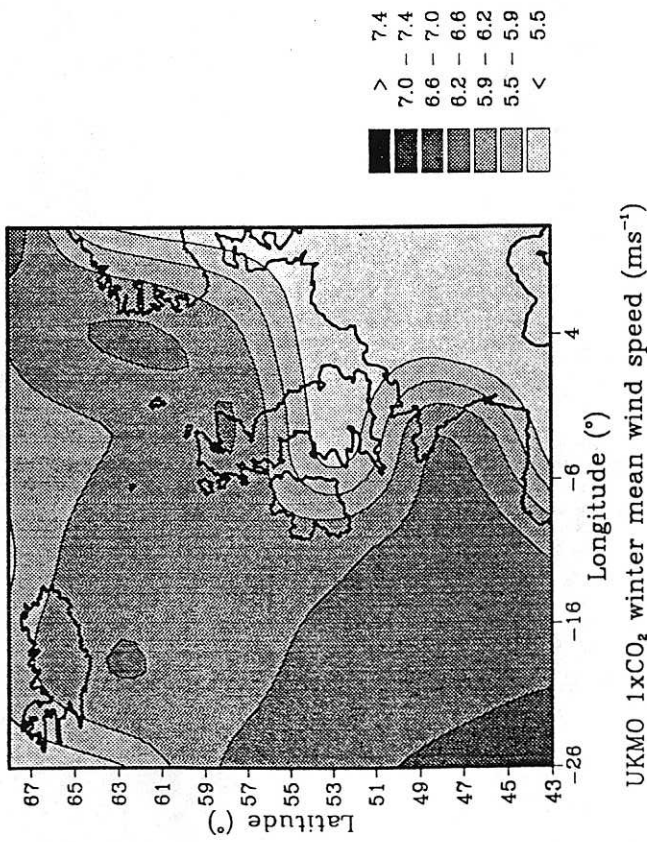 67
65
63
61
59
57
55
53
51
49
47
45
43
Latitude (°)
-26
-16
-6
4
Longitude (°)
> 7.4
7.0 – 7.4
6.6 – 7.0
6.2 – 6.6
5.9 – 6.2
5.5 – 5.9
< 5.5
UKMO 1xCO₂ winter mean wind speed (ms⁻¹)